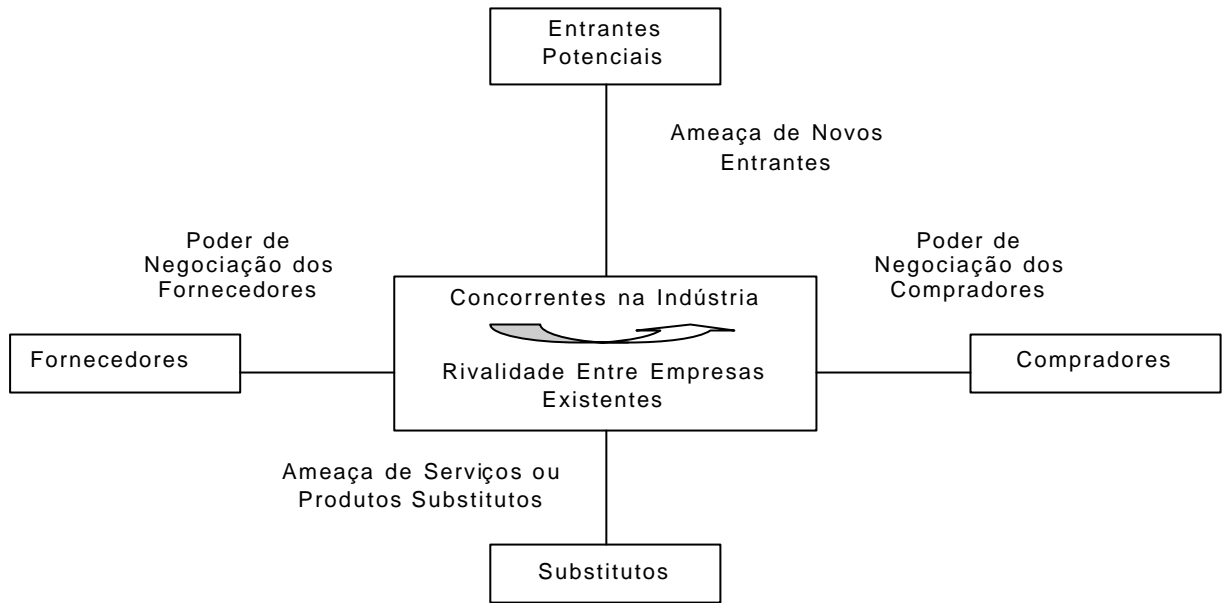 Entrantes
Potenciais
Ameaça de Novos
Entrantes
Poder de
Negociação dos
Fornecedores
Poder de
Negociação dos
Compradores
Concorrentes na Indústria
Fornecedores
Rivalidade Entre Empresas
Existentes
Compradores
Ameaça de Serviços ou
Produtos Substitutos
Substitutos